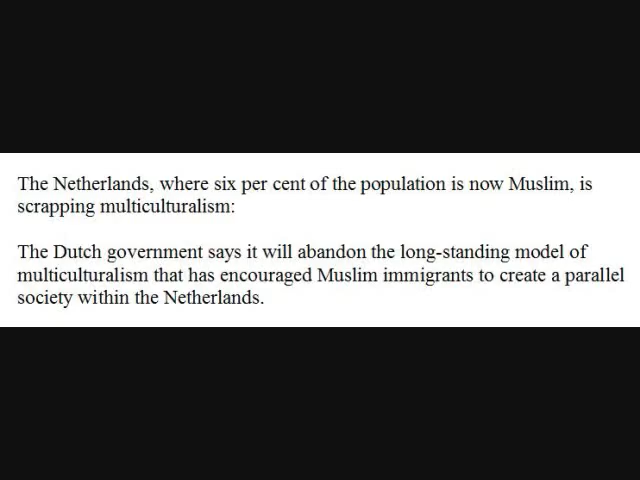 The Netherlands, where six per cent of the population is now Muslim, is
scrapping multiculturalism:
The Dutch government says it will abandon the long-standing model of
multiculturalism that has encouraged Muslim immigrants to create a parallel
society within the Netherlands.